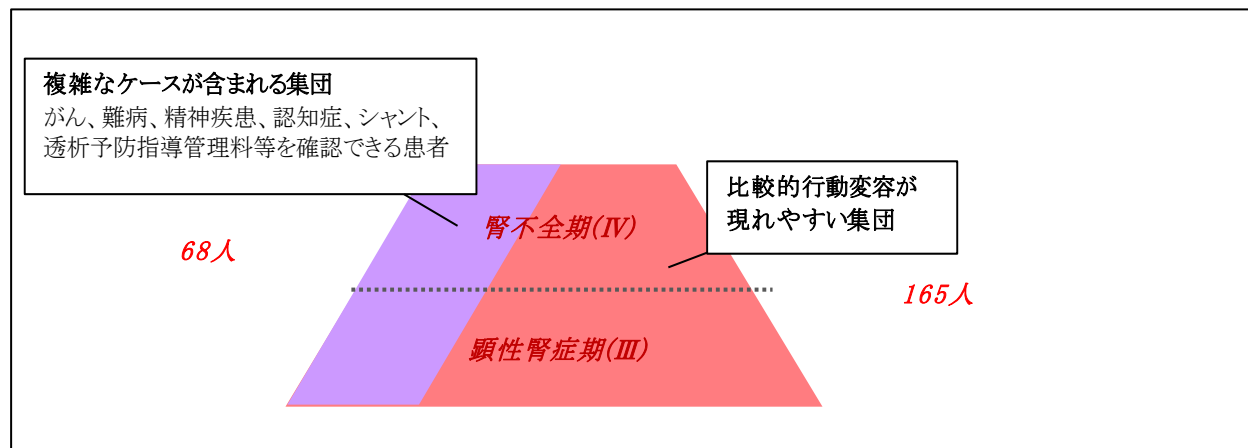 複雑なケースが含まれる集団
がん、難病、精神疾患、認知症、シャント、
透析予防指導管理料等を確認できる患者
比較的行動変容が
現れやすい集団
腎不全期(Ⅳ)
68人
165人
顕性腎症期(Ⅲ)